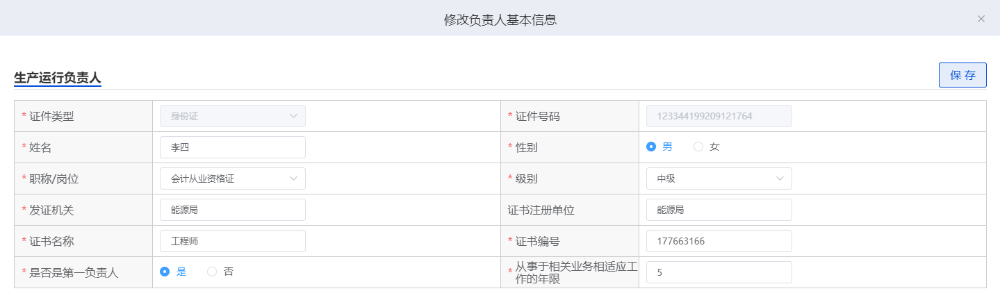 修改负责人基本信息
生产运行负责人
保 存
* 证件类型 身份证 * 证件号码 123344199209121764
* 姓名 李四 * 性别 男 女
* 职称/岗位 会计从业资格证 * 级别 中级
* 发证机关 能源局 证书注册单位 能源局
* 证书名称 工程师 * 证书编号 177663166
* 是否是第一负责人 是 否 * 从事于相关业务相适应工
作的年限 5